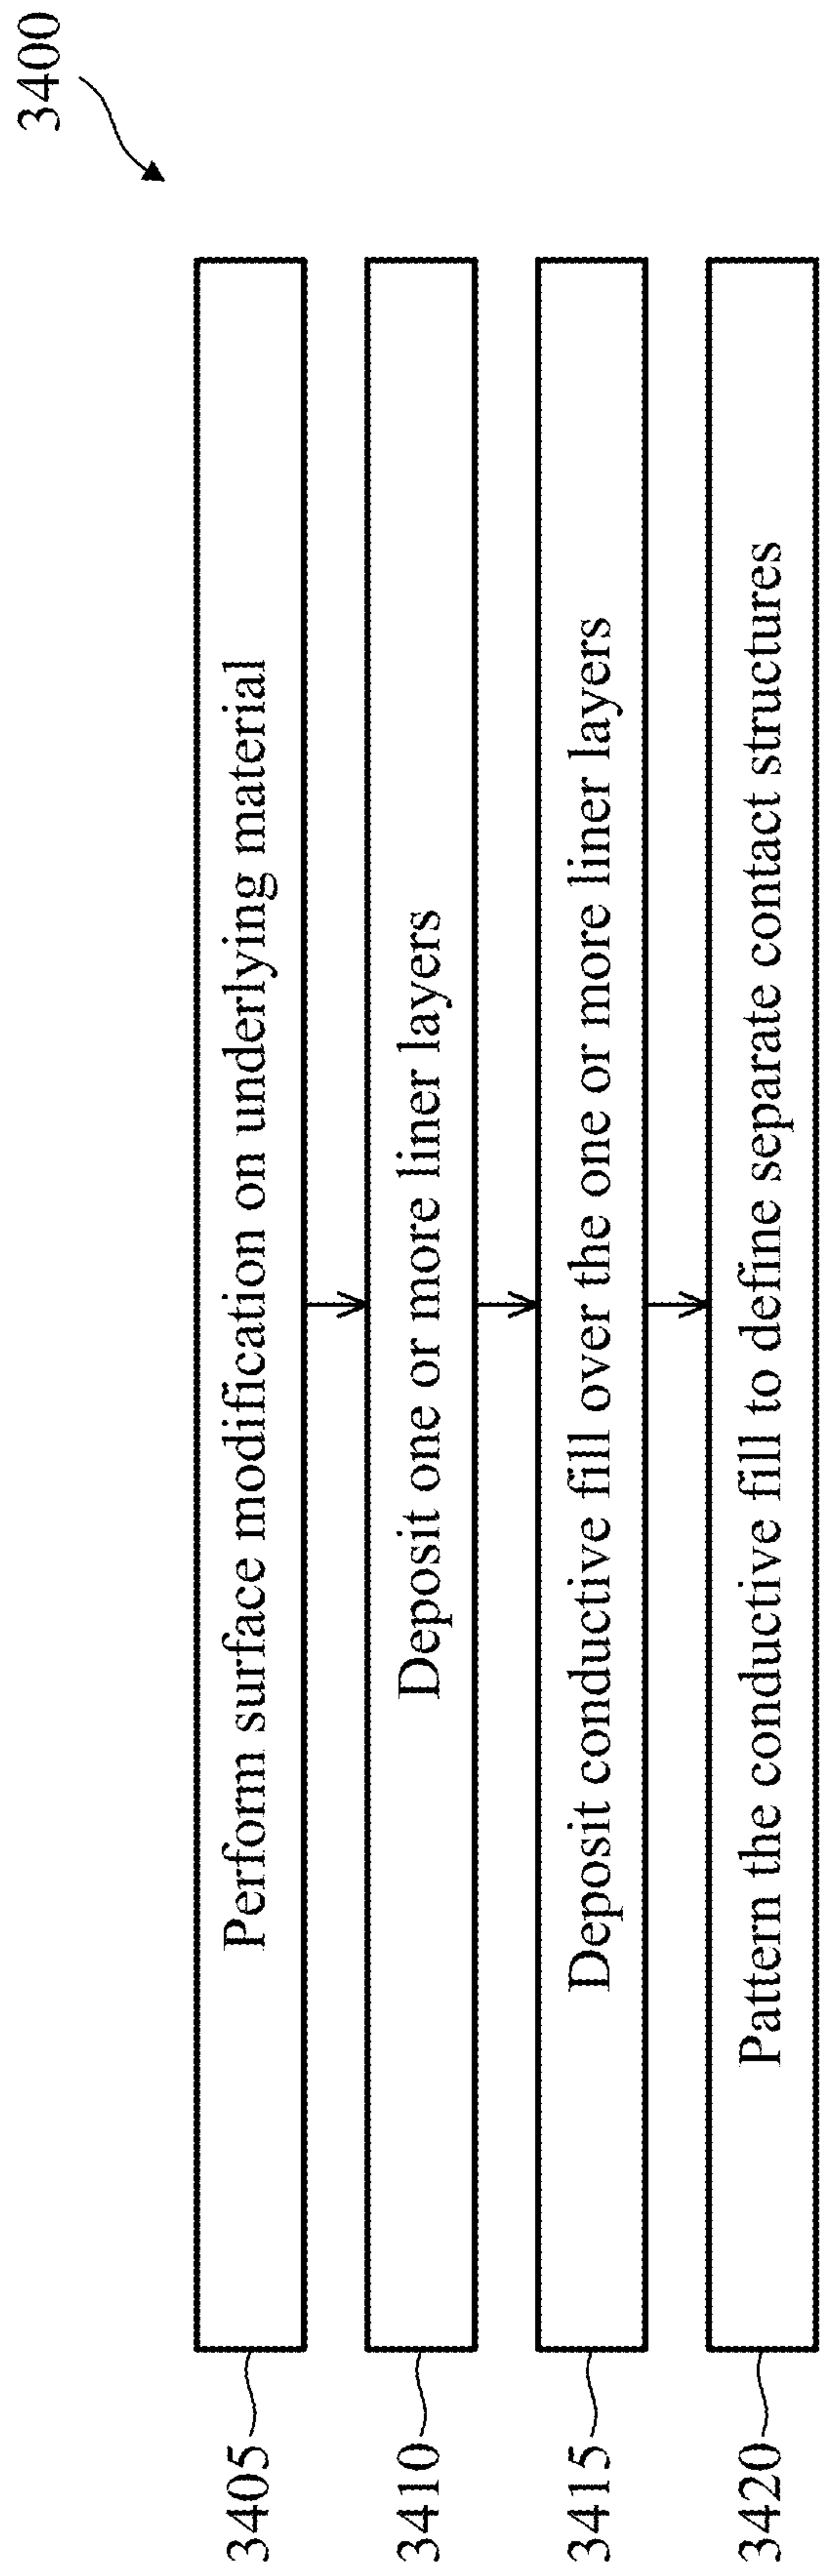 3400
3405
Perform surface modification on underlying material
3410
Deposit one or more liner layers
3415
Deposit conductive fill over the one or more liner layers
3420
Pattern the conductive fill to define separate contact structures